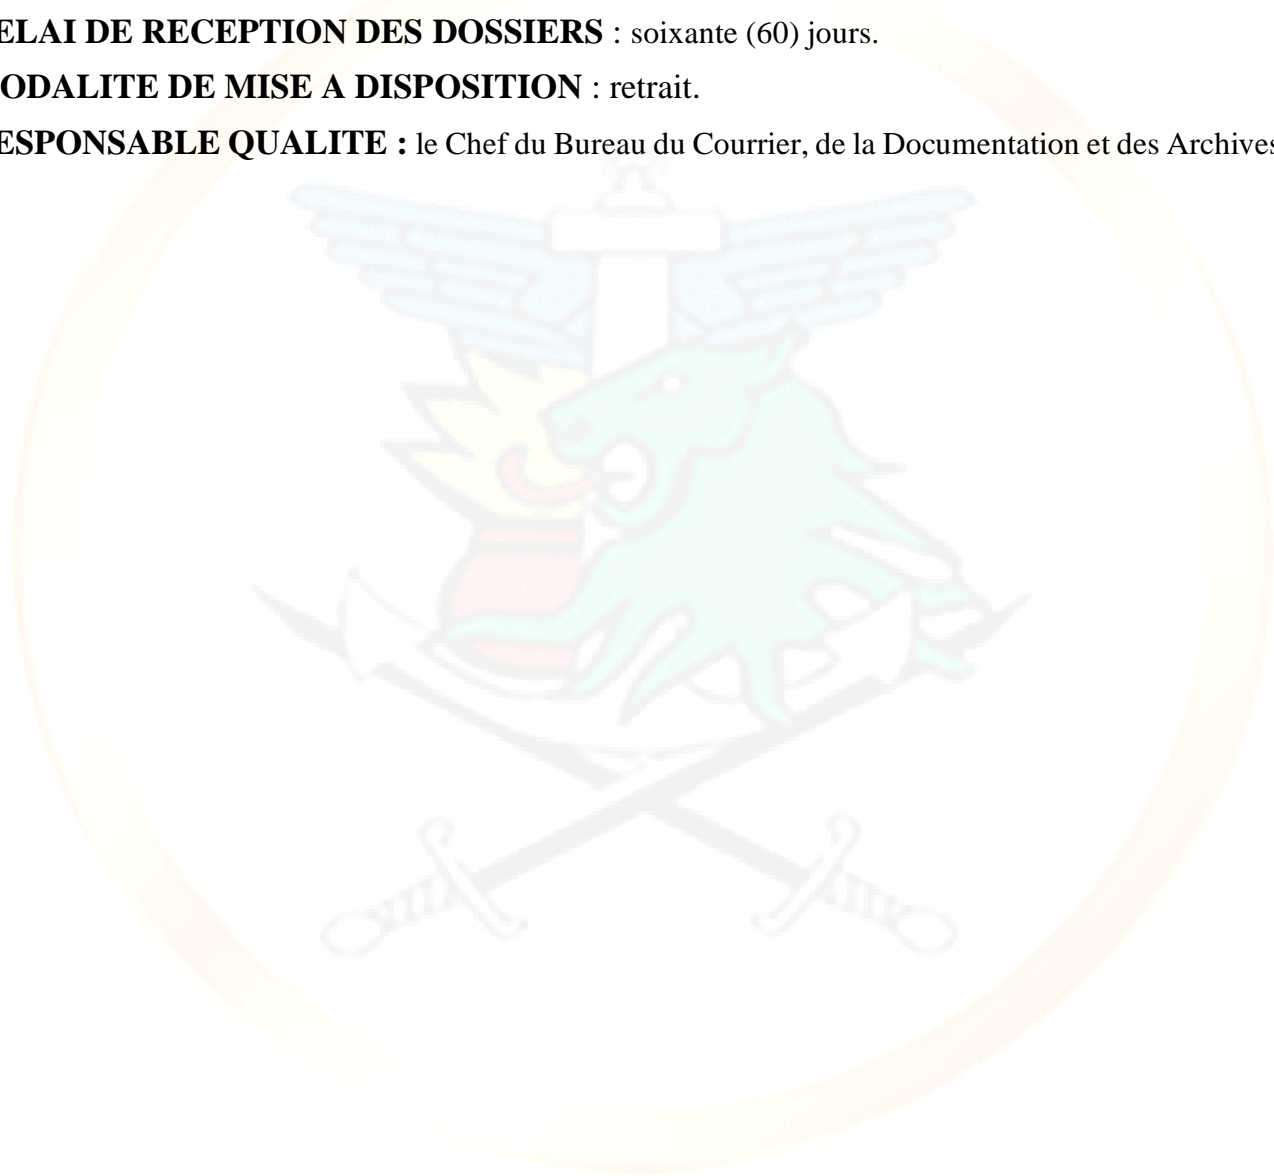 ELAI DE RECEPTION DES DOSSIERS : soixante (60) jours.
ODALITE DE MISE A DISPOSITION : retrait.
ESPONSABLE QUALITE : le Chef du Bureau du Courrier, de la Documentation et des Archives